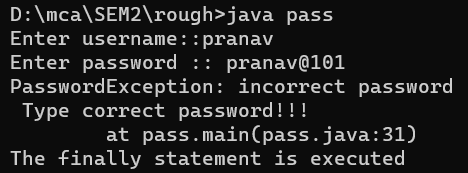 D:\mca\SEM2\rough>java pass
Enter username::pranav
Enter password :: pranav@101
PasswordException: incorrect password
 Type correct password!!!
        at pass.main(pass.java:31)
The finally statement is executed